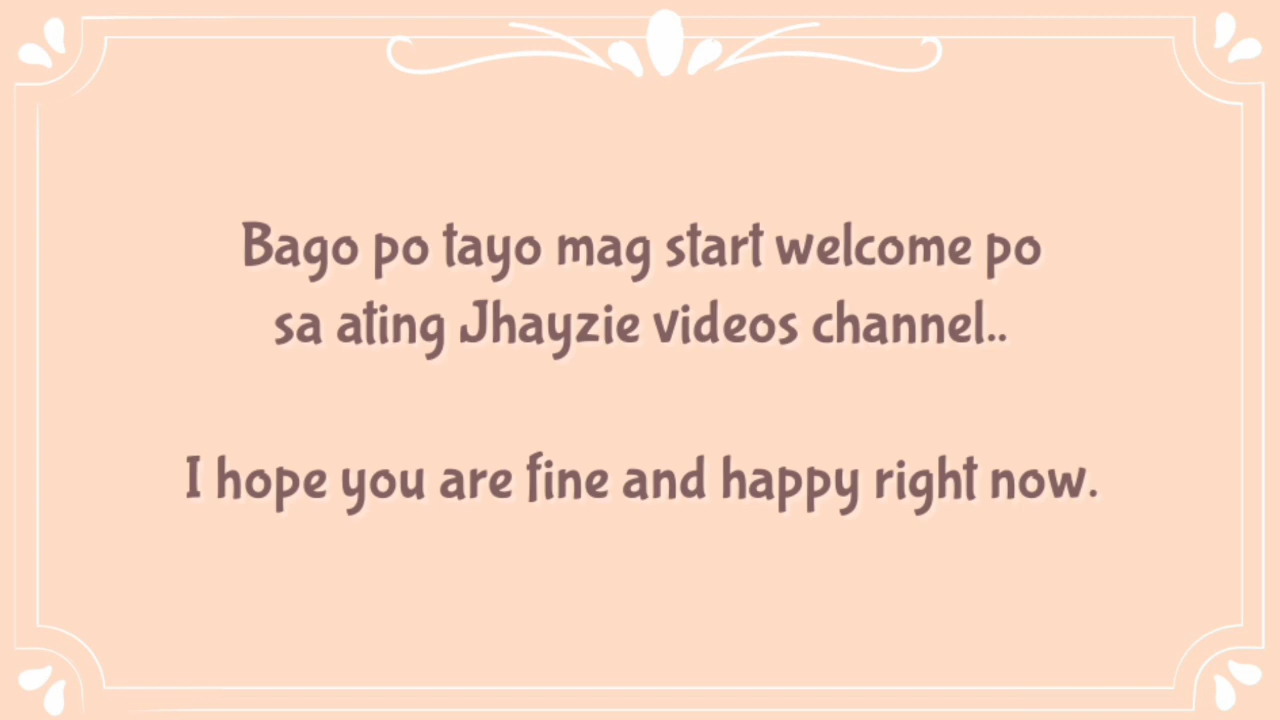 Bago po tayo mag start welcome po
sa ating Jhayzie videos channel..
I hope you are fine and happy right now.